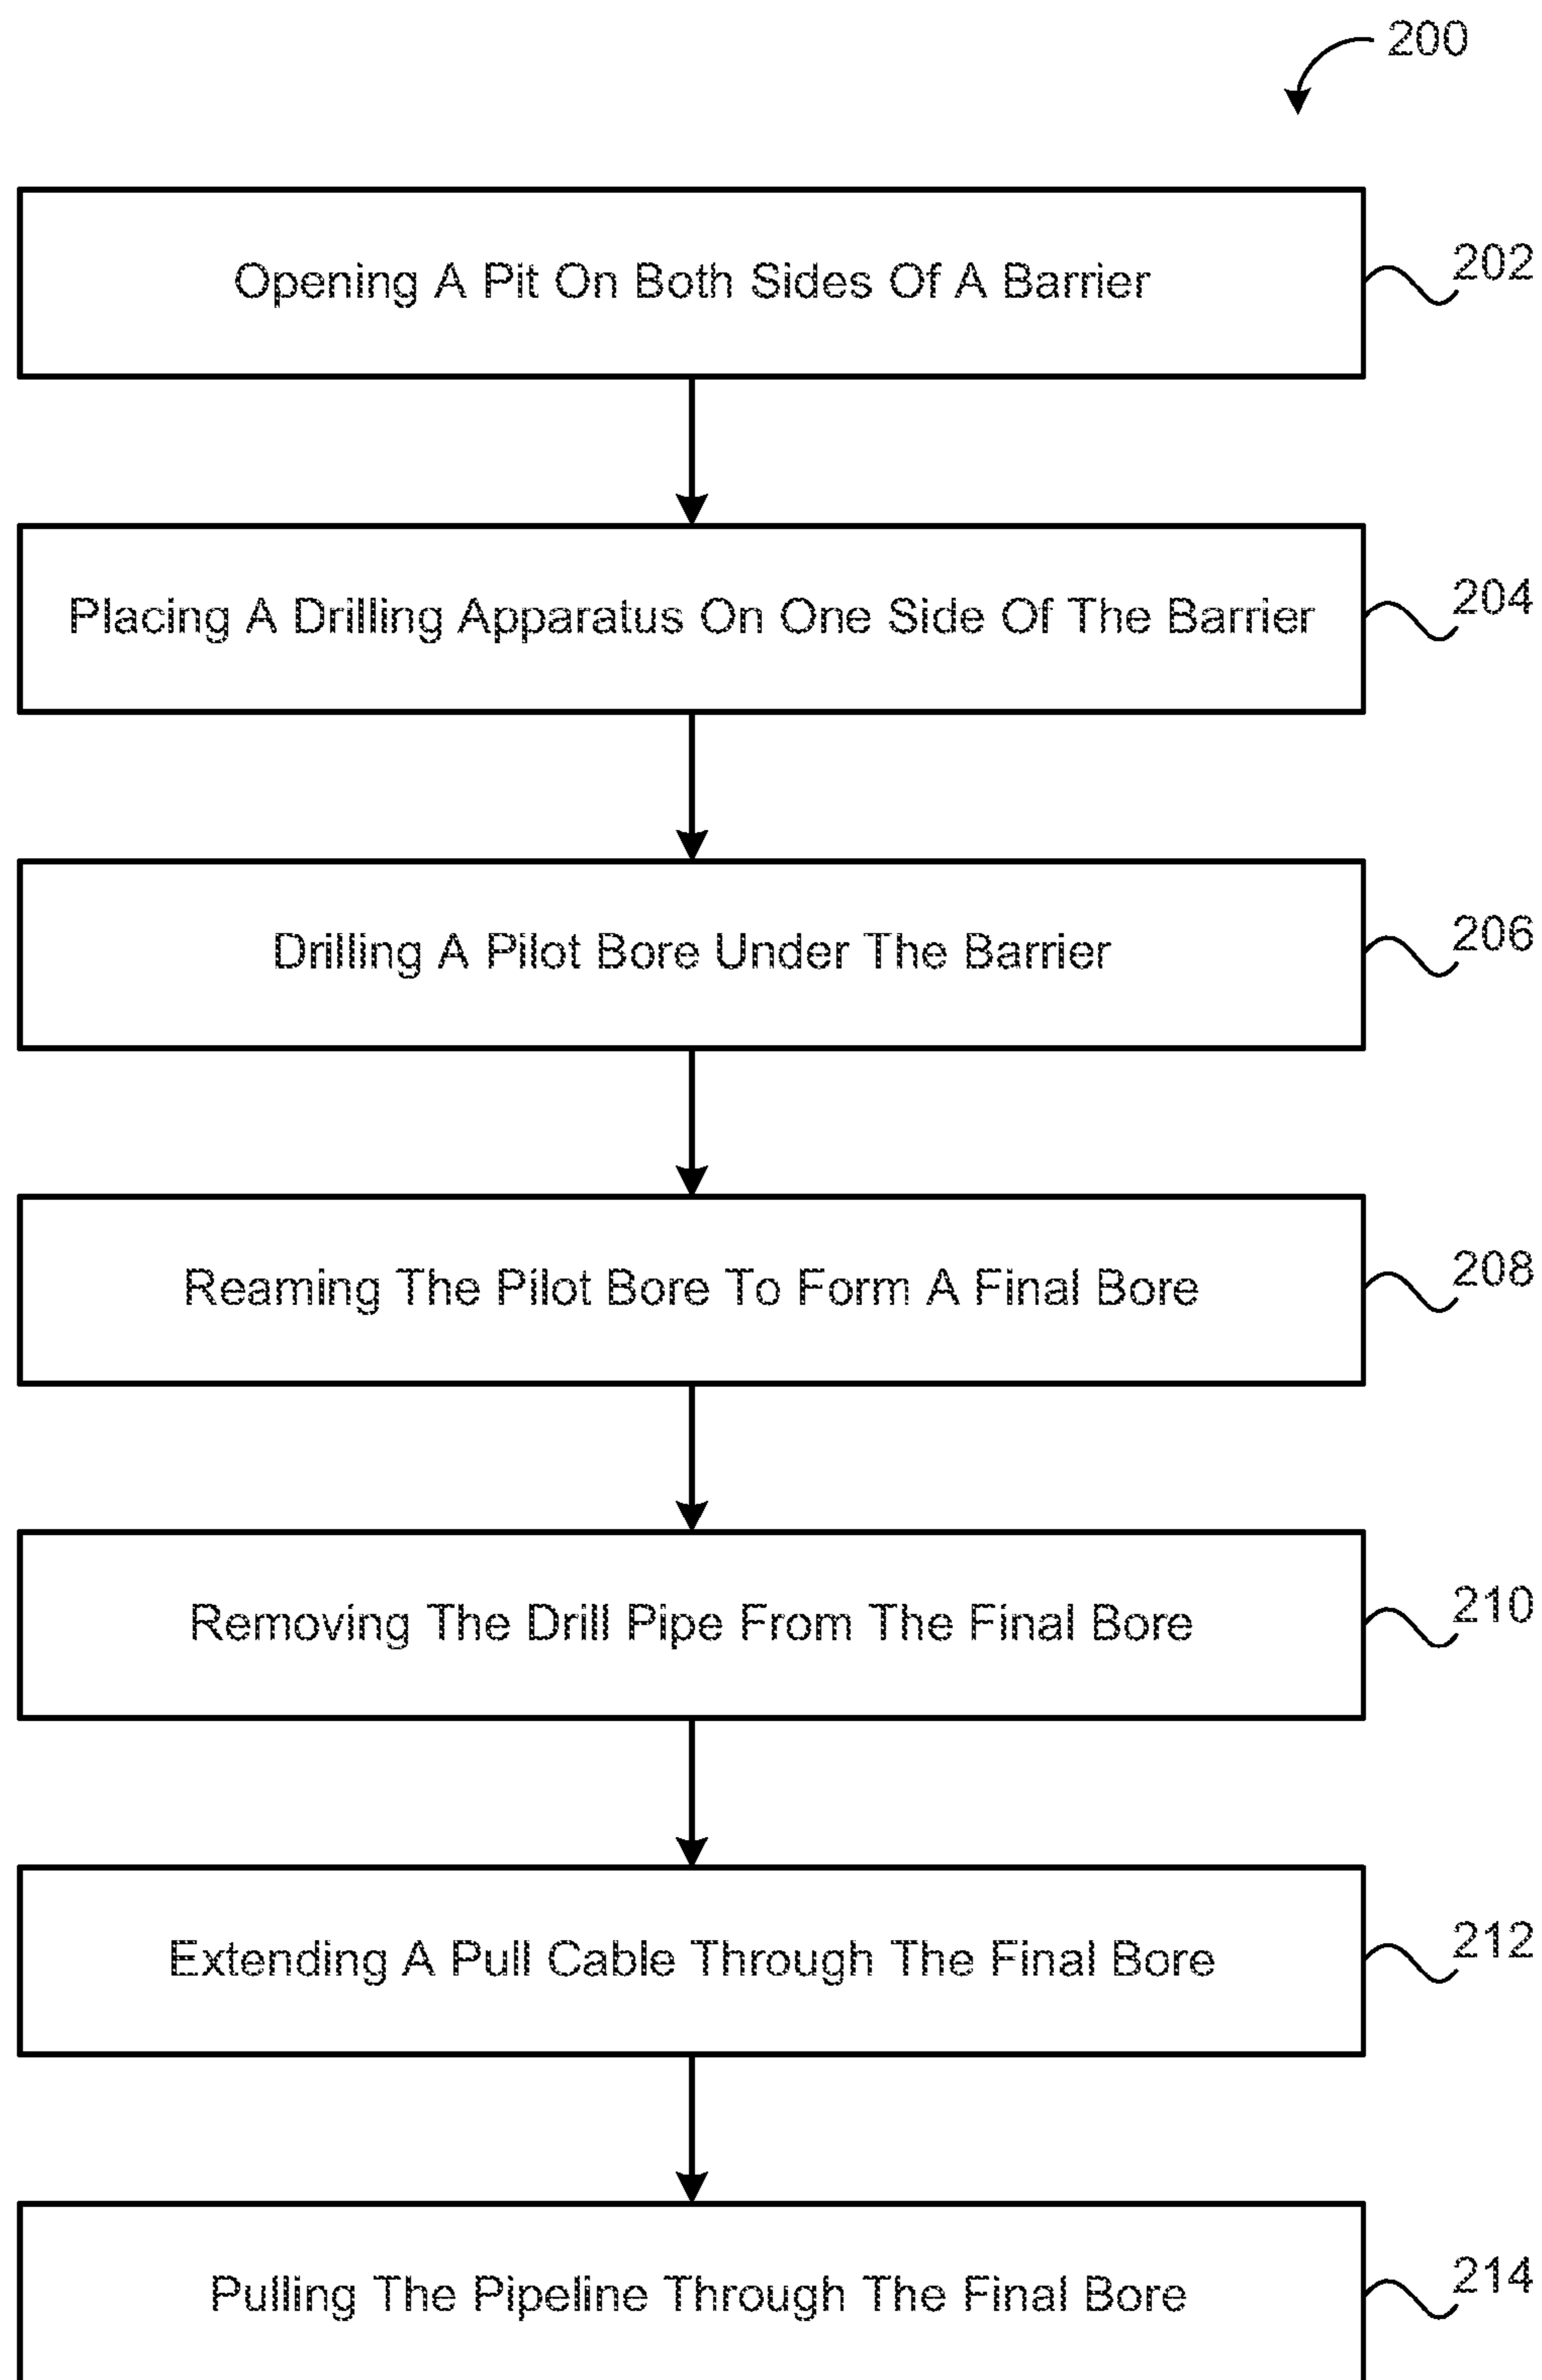 200
Opening A Pit On Both Sides Of A Barrier
202
Placing A Drilling Apparatus On One Side Of The Barrier
204
Drilling A Pilot Bore Under The Barrier
206
Reaming The Pilot Bore To Form A Final Bore
208
Removing The Drill Pipe From The Final Bore
210
Extending A Pull Cable Through The Final Bore
212
Pulling The Pipeline Through The Final Bore
214